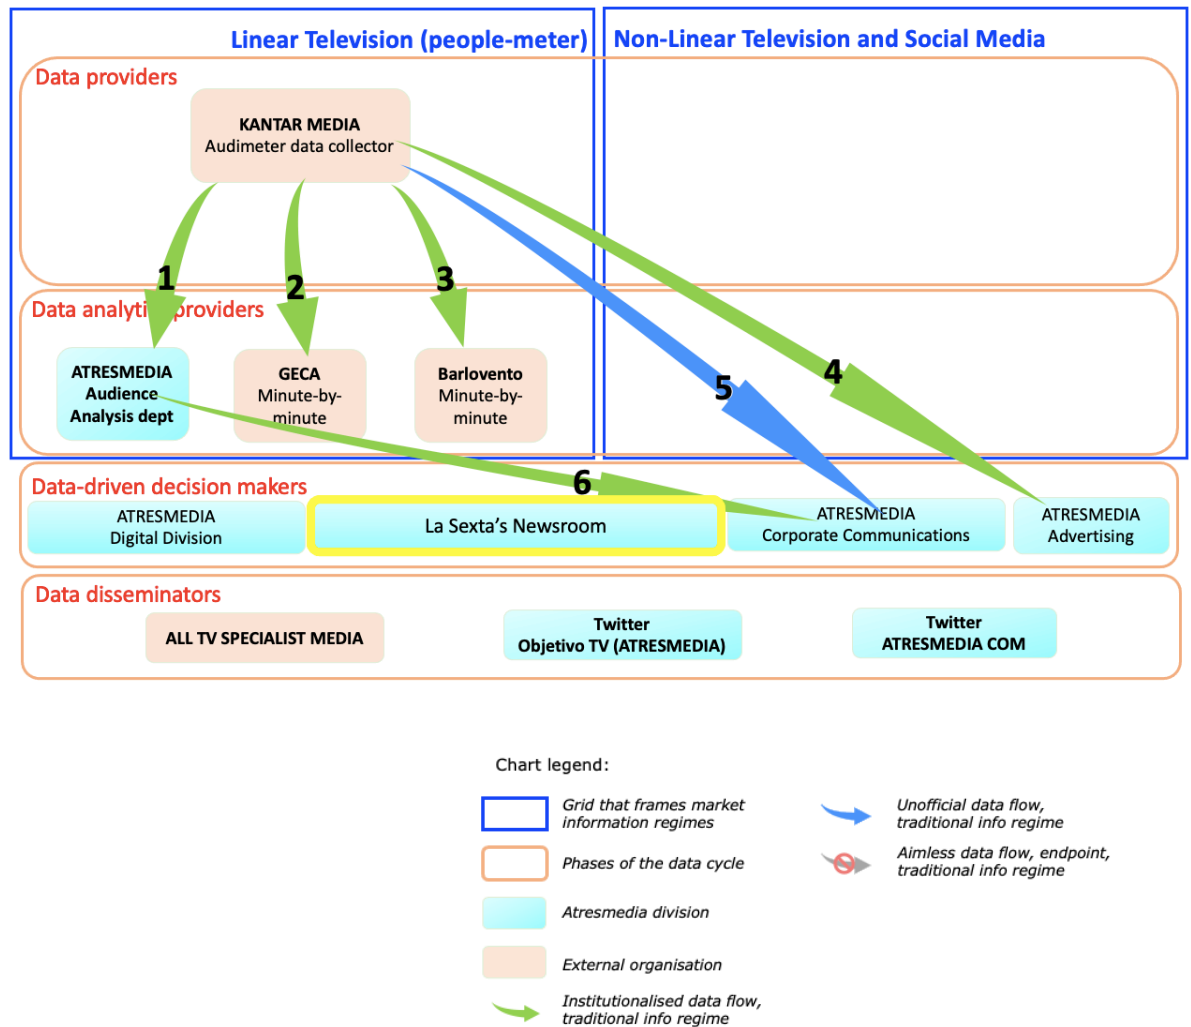 Linear Television (people-meter)
Non-Linear Television and Social Media
Data providers
KANTAR MEDIA
Audimeter data collector
1
2
3
4
5
Data analytic providers
ATRESMEDIA
Audience
Analysis dept
GECA
Minute-by-
minute
Barlovento
Minute-by-
minute
6
Data-driven decision makers
ATRESMEDIA
Digital Division
La Sexta's Newsroom
ATRESMEDIA
Corporate Communications
ATRESMEDIA
Advertising
Data disseminators
ALL TV SPECIALIST MEDIA
Twitter
Objetivo TV (ATRESMEDIA)
Twitter
ATRESMEDIA COM
Chart legend:
Grid that frames market
information regimes
Phases of the data cycle
Atresmedia division
External organisation
Institutionalised data flow,
traditional info regime
Unofficial data flow,
traditional info regime
Aimless data flow, endpoint,
traditional info regime